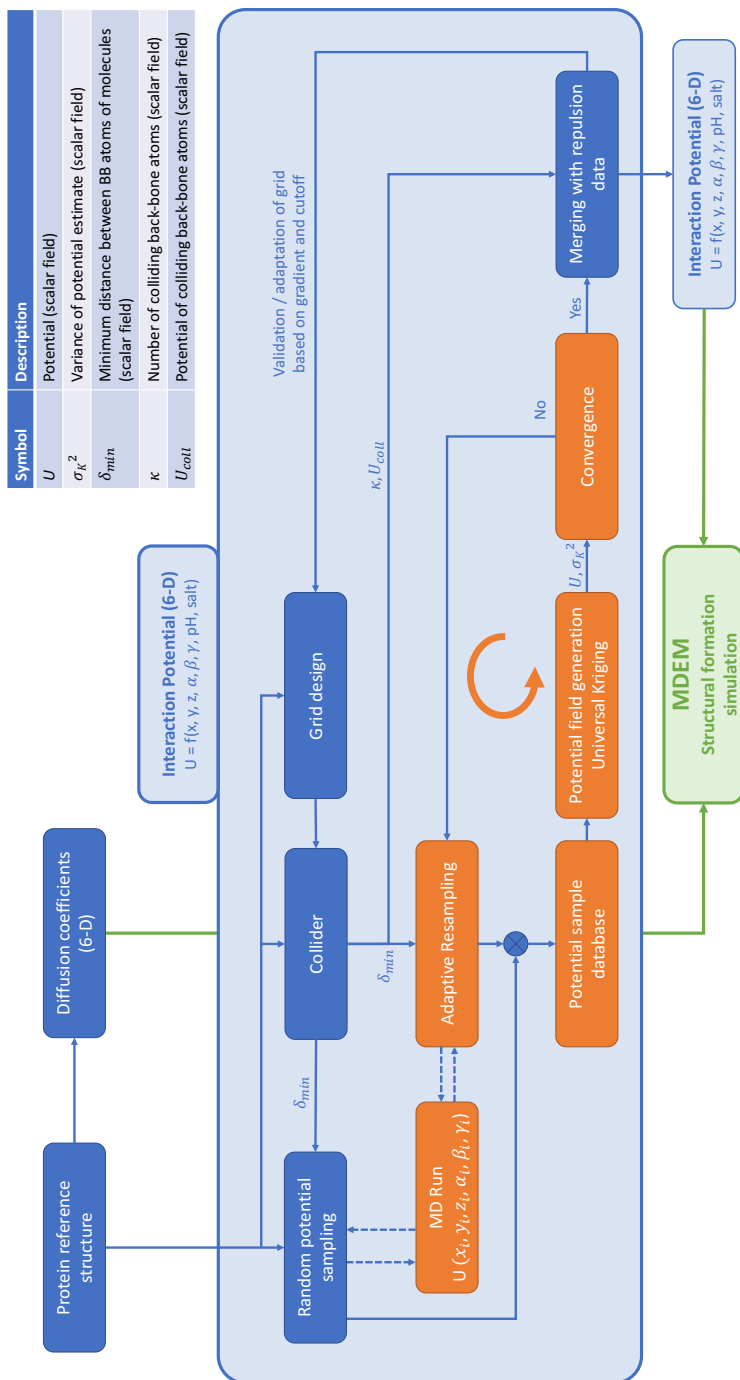 Protein reference
structure
Diffusion coefficients
(6-D)
Interaction Potential (6-D)
U = f(x, y, z, α, β, γ, pH, salt)
Symbol Description
U Potential (scalar field)
σ_K² Variance of potential estimate (scalar field)
δ_min Minimum distance between BB atoms of molecules
(scalar field)
κ Number of colliding back-bone atoms (scalar field)
U_coll Potential of colliding back-bone atoms (scalar field)
Random potential
sampling
δ_min
Collider
Grid design
Validation / adaptation of grid
based on gradient and cutoff
δ_min
κ, U_coll
MD Run
U (x_i, y_i, z_i, α_i, β_i, γ_i)
Adaptive Resampling
No
Potential sample
database
Potential field generation
Universal Kriging
U, σ_K²
Convergence
Yes
Merging with repulsion
data
MDEM
Structural formation
simulation
Interaction Potential (6-D)
U = f(x, y, z, α, β, γ, pH, salt)